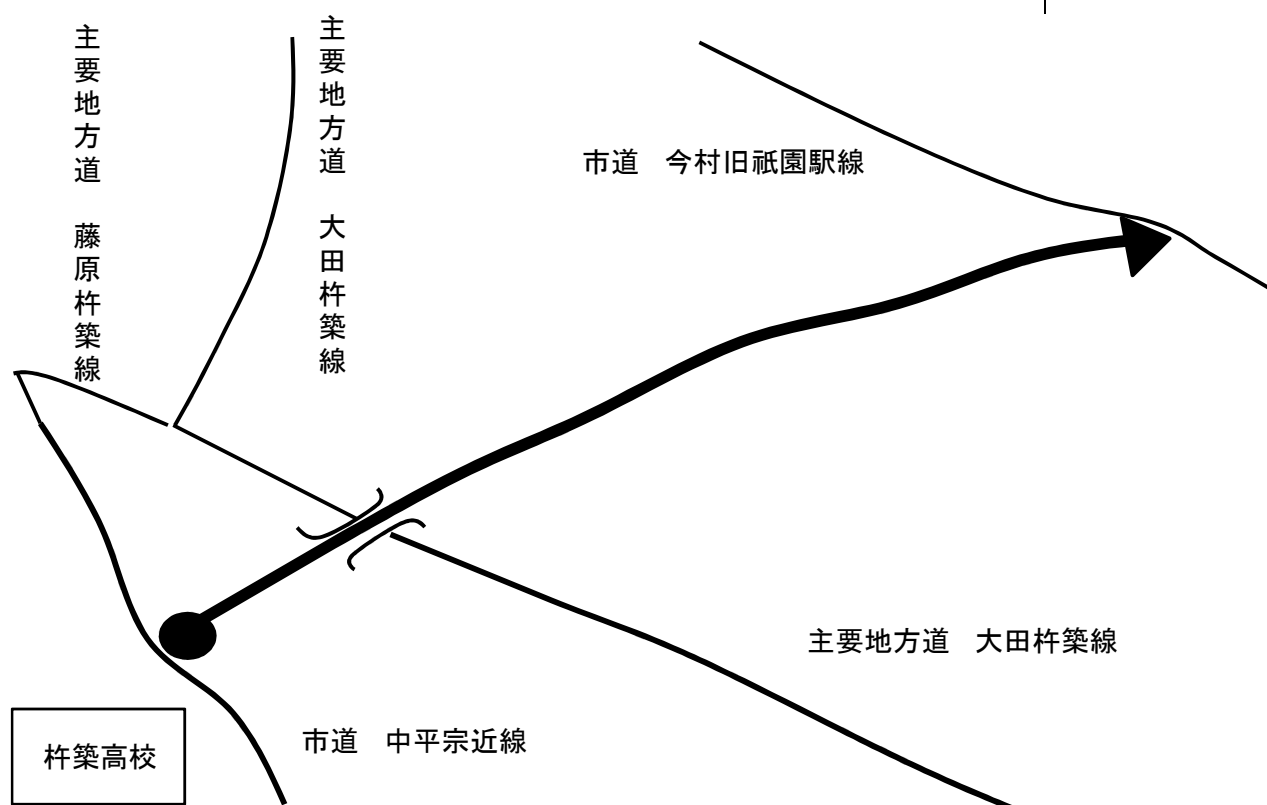 主要地方道　藤原杵築線
主要地方道　大田杵築線
市道　今村旧祇園駅線
主要地方道　大田杵築線
市道　中平宗近線
杵築高校